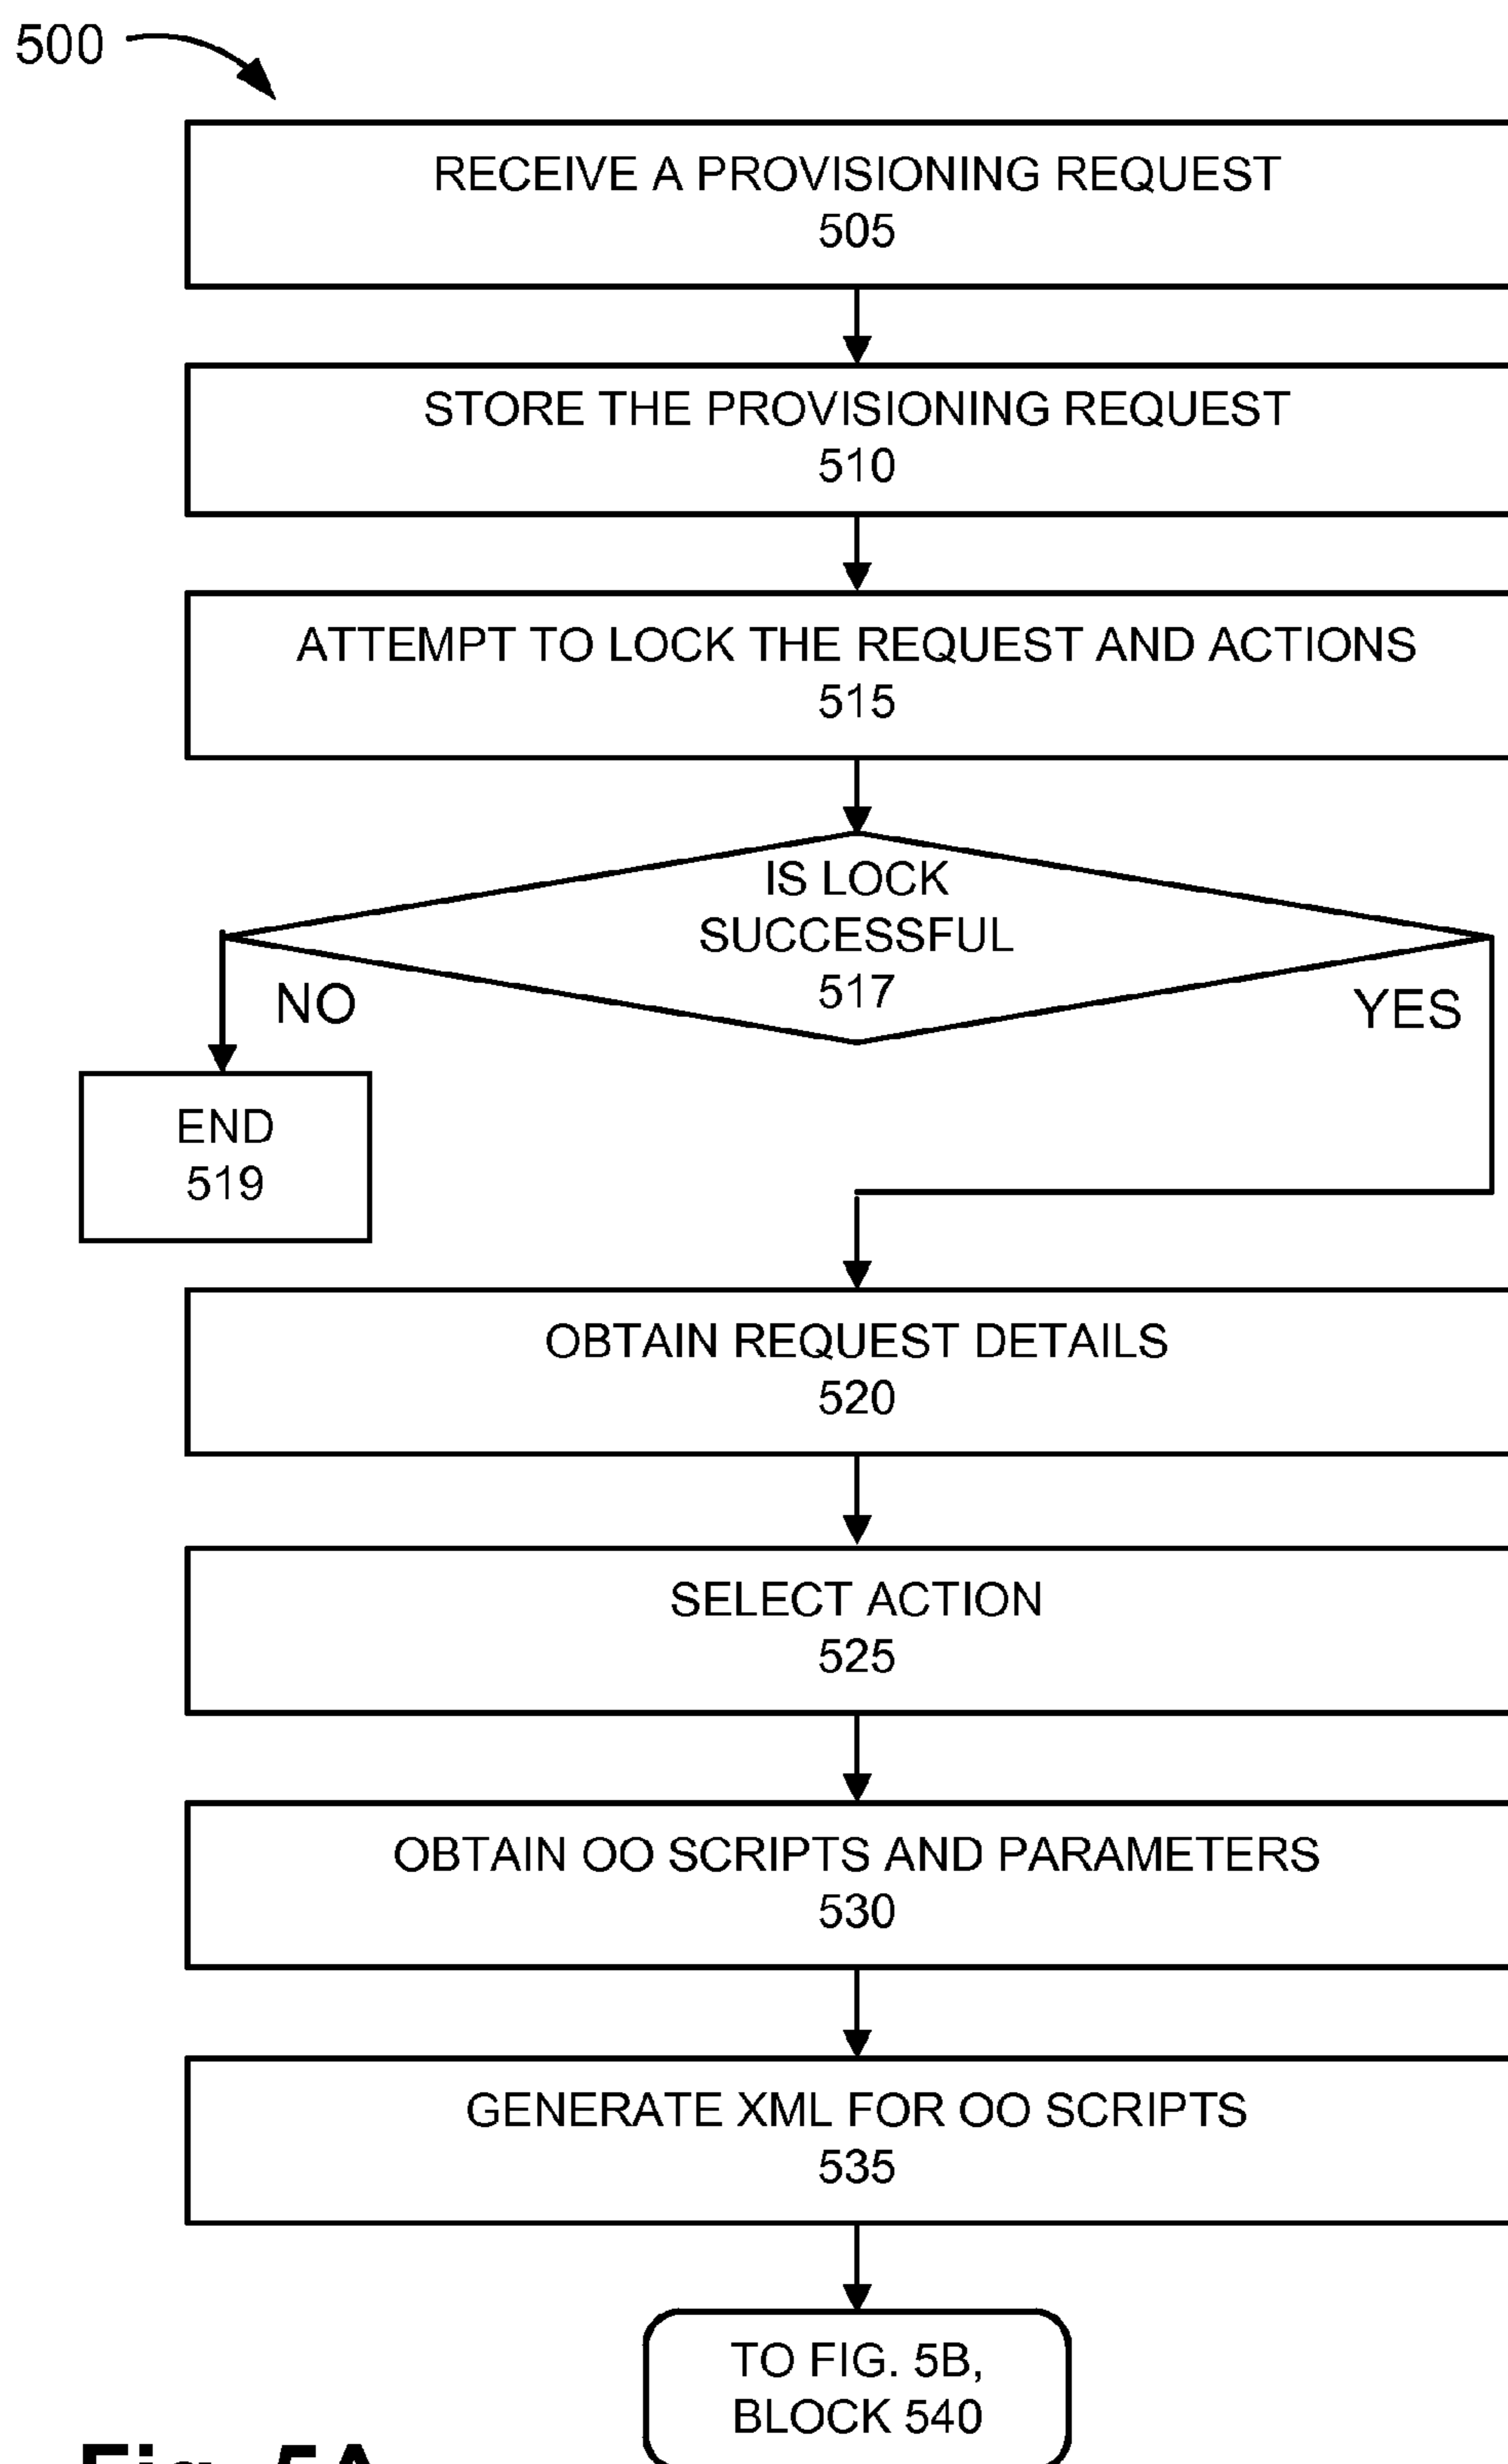 500
RECEIVE A PROVISIONING REQUEST
505
STORE THE PROVISIONING REQUEST
510
ATTEMPT TO LOCK THE REQUEST AND ACTIONS
515
IS LOCK
SUCCESSFUL
517
NO
YES
END
519
OBTAIN REQUEST DETAILS
520
SELECT ACTION
525
OBTAIN OO SCRIPTS AND PARAMETERS
530
GENERATE XML FOR OO SCRIPTS
535
TO FIG. 5B,
BLOCK 540
Fig. 5A